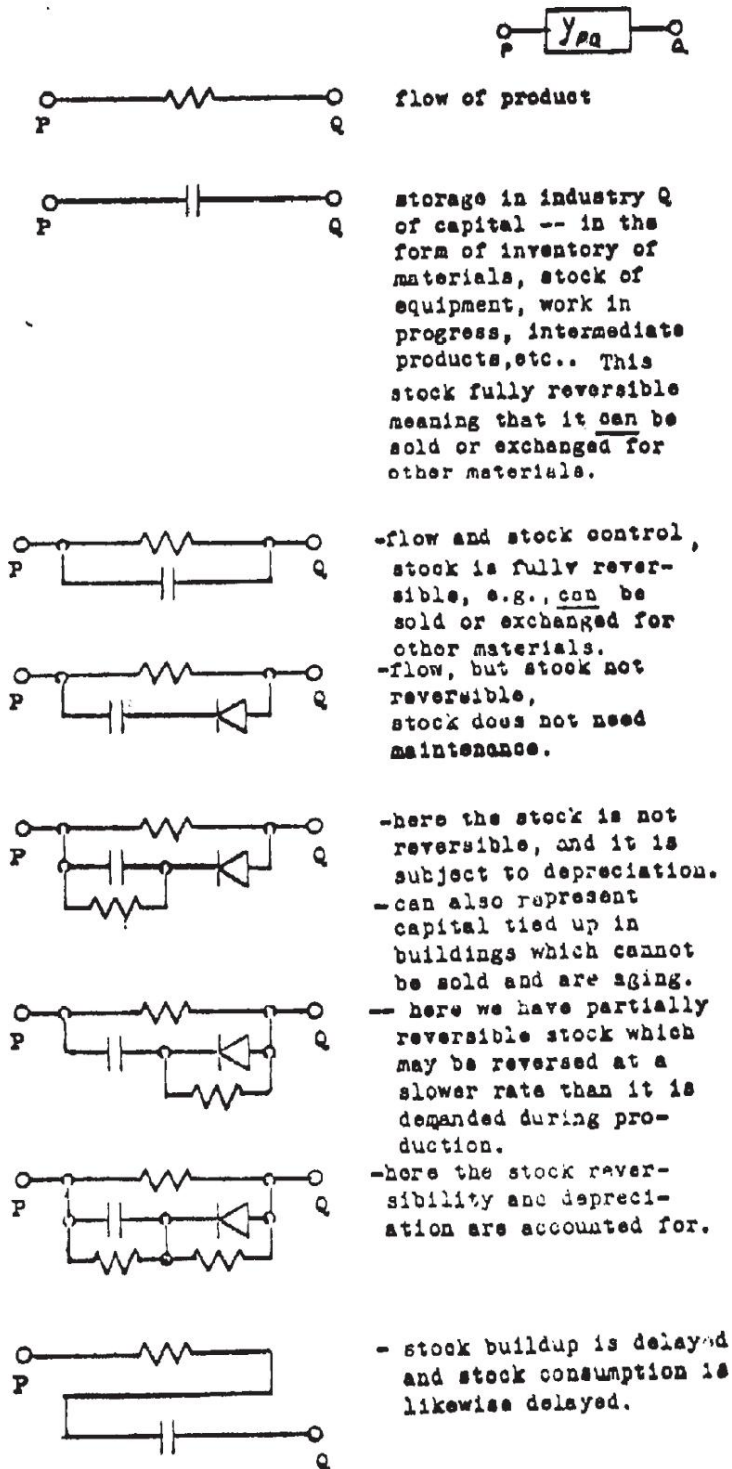 P Y_PQ Q
P Q flow of product
P Q storage in industry Q
of capital -- in the
form of inventory of
materials, stock of
equipment, work in
progress, intermediate
products,etc.. This
stock fully reversible
meaning that it can be
sold or exchanged for
other materials.
P Q -flow and stock control,
stock is fully rever-
sible, e.g., can be
sold or exchanged for
other materials.
P Q -flow, but stock not
reversible,
stock does not need
maintenance.
P Q -here the stock is not
reversible, and it is
subject to depreciation.
-can also represent
capital tied up in
buildings which cannot
be sold and are aging.
P Q -- here we have partially
reversible stock which
may be reversed at a
slower rate than it is
demanded during pro-
duction.
P Q -here the stock rever-
sibility and depreci-
ation are accounted for.
P - stock buildup is delayed
and stock consumption is
likewise delayed.
Q